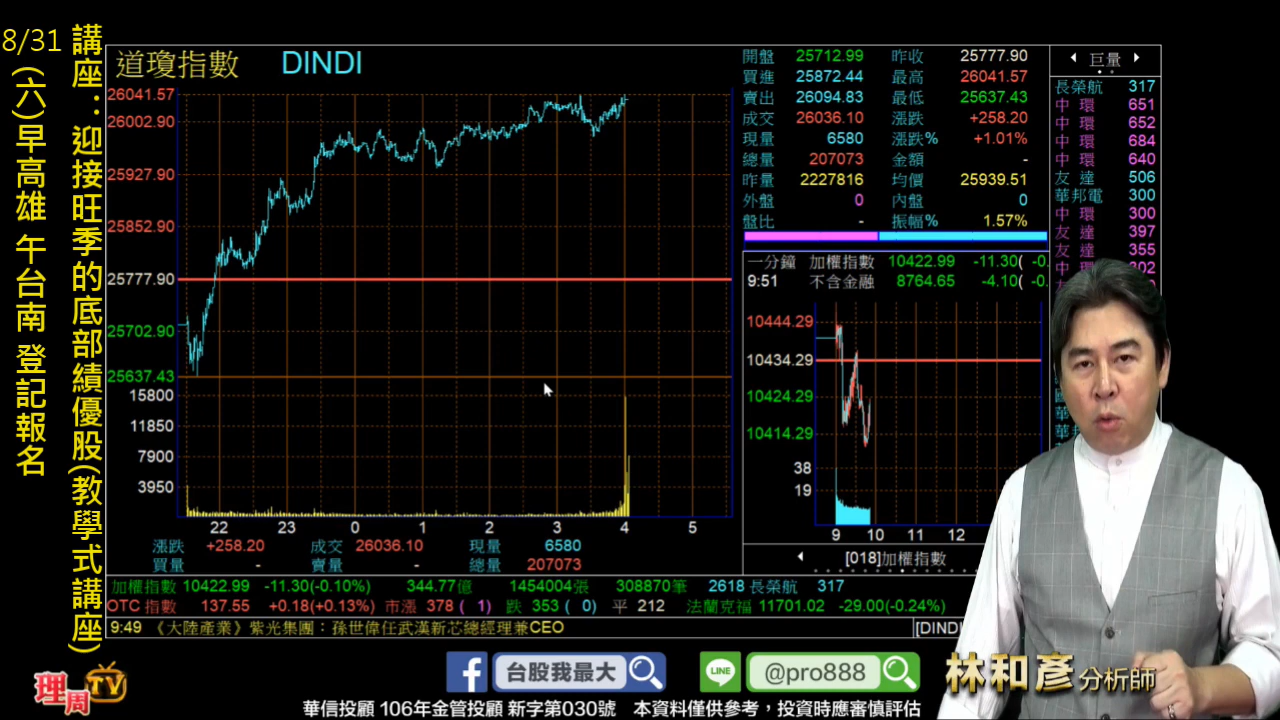 8/31
(六)早高雄 午台南 登記報名
講座：迎接旺季的底部績優股(教學式講座)
道瓊指數 DINDI
26041.57
26002.90
25927.90
25852.90
25777.90
25702.90
25637.43
15800
11850
7900
3950
22 23 0 1 2 3 4 5
漲跌 +258.20 成交 26036.10 現量 6580
買量 - 賣量 - 總量 207073
開盤 25712.99 昨收 25777.90
買進 25872.44 最高 26041.57
賣出 26094.83 最低 25637.43
成交 26036.10 漲跌 +258.20
現量 6580 漲跌% +1.01%
總量 207073 金額 -
昨量 2227816 均價 25939.51
外盤 0 內盤 0
盤比 - 振幅% 1.57%
巨量
長榮航 317
中環 651
中環 652
中環 684
中環 640
友達 506
華邦電 300
中環 300
友達 397
友達 355
一分鐘 加權指數 10422.99 -11.30(
9:51 不含金融 8764.65 -4.10( -0.
10444.29
10434.29
10424.29
10414.29
38
19
9 10 11 12
[018]加權指數
加權指數 10422.99 -11.30(-0.10%) 344.77億 1454004張 308870筆 2618 長榮航 317
OTC指數 137.55 +0.18(+0.13%) 市漲 378 ( 1) 跌 353 ( 0) 平 212 法蘭克福 11701.02 -29.00(-0.24%)
9:49 《大陸產業》紫光集團：孫世偉任武漢新芯總經理兼CEO
[DINDI
理周TV
f 台股我最大
LINE @pro888
林和彥 分析師
華信投顧 106年金管投顧 新字第030號 本資料僅供參考，投資時應審慎評估